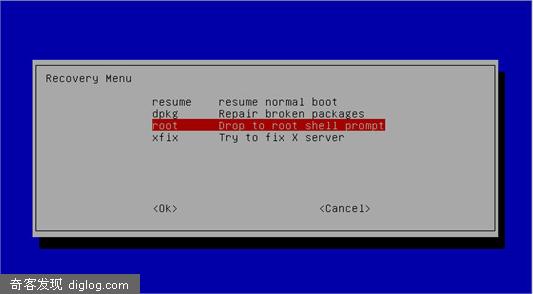 Recovery Menu
resume resume normal boot
dpkg Repair broken packages
root Drop to root shell prompt
xfix Try to fix X server
<Ok> <Cancel>
奇客发现 diglog.com